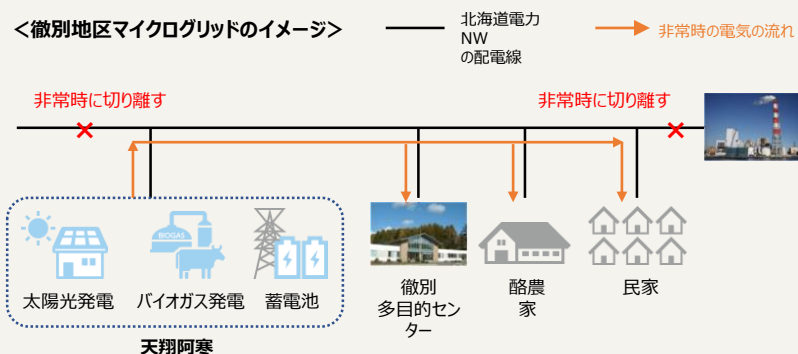 ＜徹別地区マイクログリッドのイメージ＞
北海道電力
NW
の配電線
非常時の電気の流れ
非常時に切り離す
非常時に切り離す
BIOGAS
太陽光発電
バイオガス発電
蓄電池
徹別
多目的セン
ター
酪農
家
民家
天翔阿寒